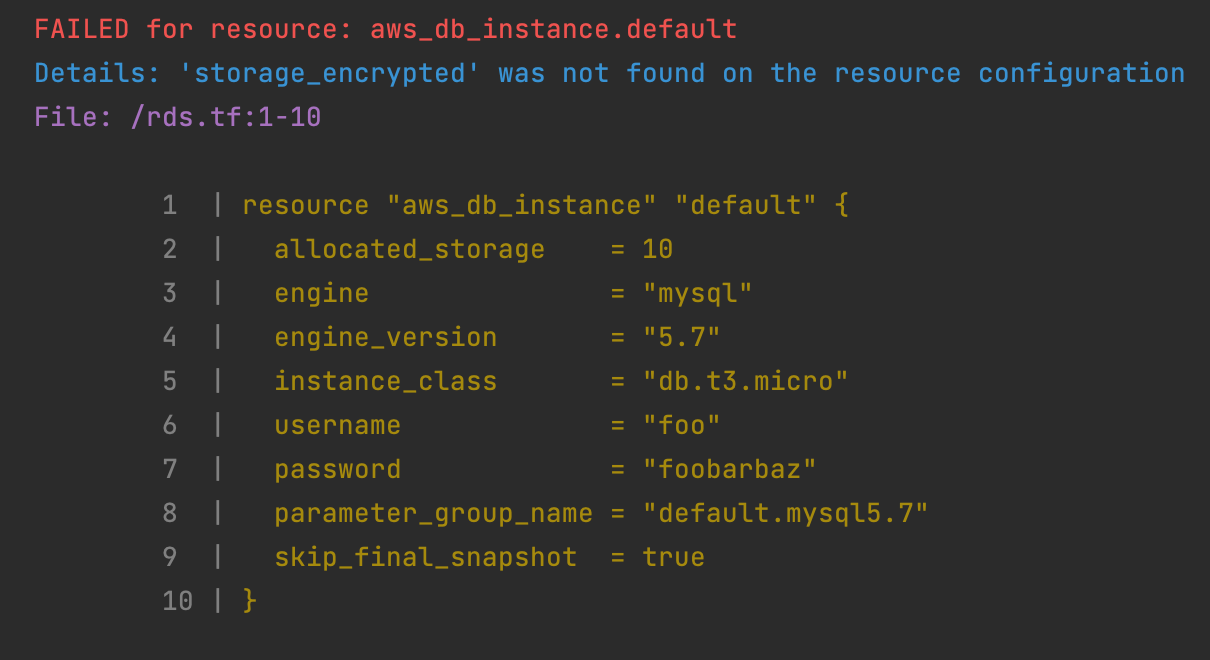 FAILED for resource: aws_db_instance.default
Details: 'storage_encrypted' was not found on the resource configuration
File: /rds.tf:1-10
1 | resource "aws_db_instance" "default" {
2 |   allocated_storage    = 10
3 |   engine               = "mysql"
4 |   engine_version       = "5.7"
5 |   instance_class       = "db.t3.micro"
6 |   username             = "foo"
7 |   password             = "foobarbaz"
8 |   parameter_group_name = "default.mysql5.7"
9 |   skip_final_snapshot  = true
10 | }